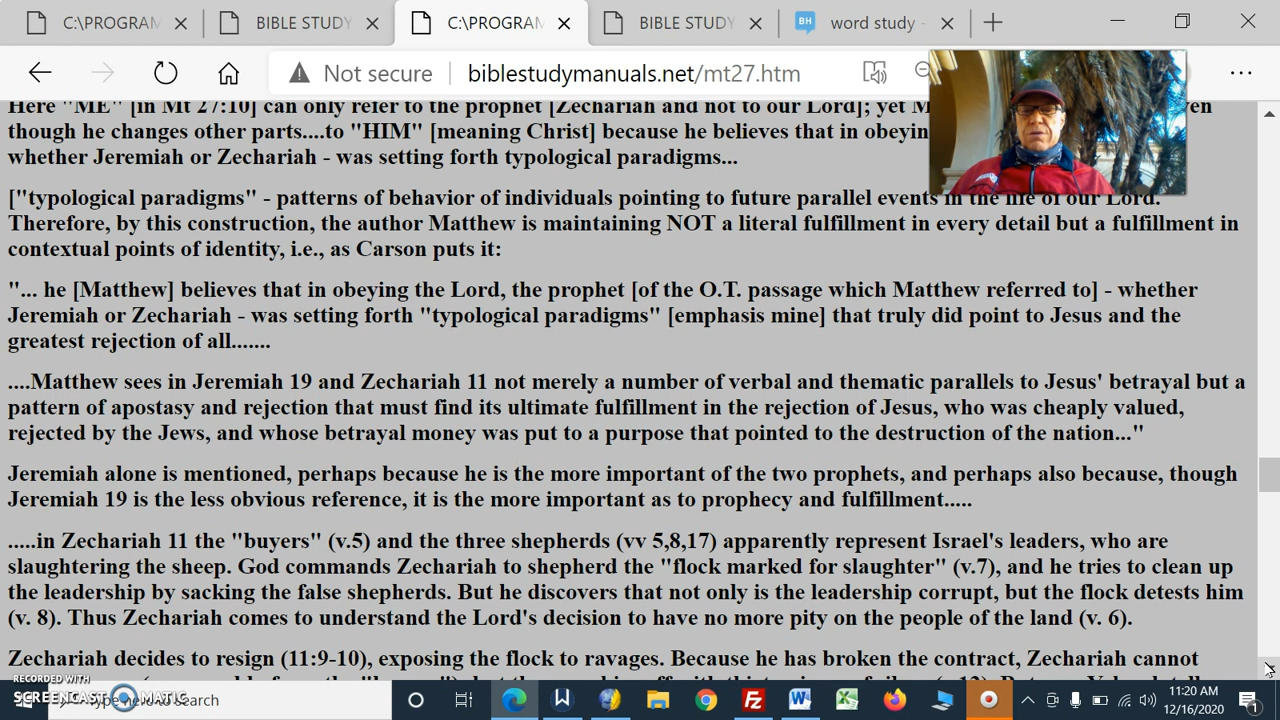 C:\PROGRAM
BIBLE STUDY
C:\PROGRAM
BIBLE STUDY
BH word study -
Not secure biblestudymanuals.net/mt27.htm
Here "ME" [in Mt 27:10] can only refer to the prophet [Zechariah and not to our Lord]; yet
though he changes other parts....to "HIM" [meaning Christ] because he believes that in
whether Jeremiah or Zechariah - was setting forth typological paradigms...
["typological paradigms" - patterns of behavior of individuals pointing to future parallel events in the life of our Lord.
Therefore, by this construction, the author Matthew is maintaining NOT a literal fulfillment in every detail but a fulfillment in
contextual points of identity, i.e., as Carson puts it:
"... he [Matthew] believes that in obeying the Lord, the prophet [of the O.T. passage which Matthew referred to] - whether
Jeremiah or Zechariah - was setting forth "typological paradigms" [emphasis mine] that truly did point to Jesus and the
greatest rejection of all.......
....Matthew sees in Jeremiah 19 and Zechariah 11 not merely a number of verbal and thematic parallels to Jesus' betrayal but a
pattern of apostasy and rejection that must find its ultimate fulfillment in the rejection of Jesus, who was cheaply valued,
rejected by the Jews, and whose betrayal money was put to a purpose that pointed to the destruction of the nation..."
Jeremiah alone is mentioned, perhaps because he is the more important of the two prophets, and perhaps also because, though
Jeremiah 19 is the less obvious reference, it is the more important as to prophecy and fulfillment.....
.....in Zechariah 11 the "buyers" (v.5) and the three shepherds (vv 5,8,17) apparently represent Israel's leaders, who are
slaughtering the sheep. God commands Zechariah to shepherd the "flock marked for slaughter" (v.7), and he tries to clean up
the leadership by sacking the false shepherds. But he discovers that not only is the leadership corrupt, but the flock detests him
(v. 8). Thus Zechariah comes to understand the Lord's decision to have no more pity on the people of the land (v. 6).
Zechariah decides to resign (11:9-10), exposing the flock to ravages. Because he has broken the contract, Zechariah cannot
RECORDED WITH
SCREENCAST-O-MATIC
Type here to search
11:20 AM
12/16/2020
1